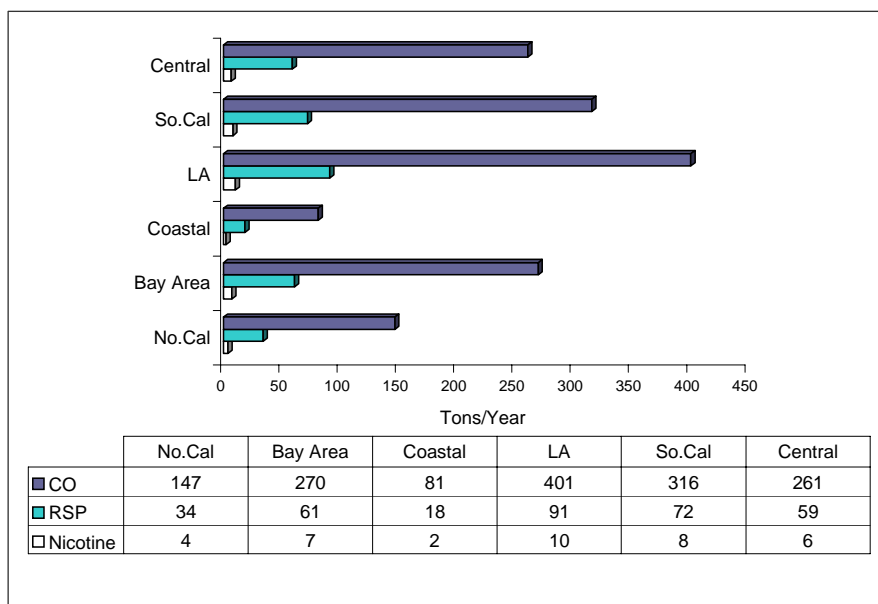 Central
So.Cal
LA
Coastal
Bay Area
No.Cal
0 50 100 150 200 250 300 350 400 450
Tons/Year
No.Cal Bay Area Coastal LA So.Cal Central
CO 147 270 81 401 316 261
RSP 34 61 18 91 72 59
Nicotine 4 7 2 10 8 6